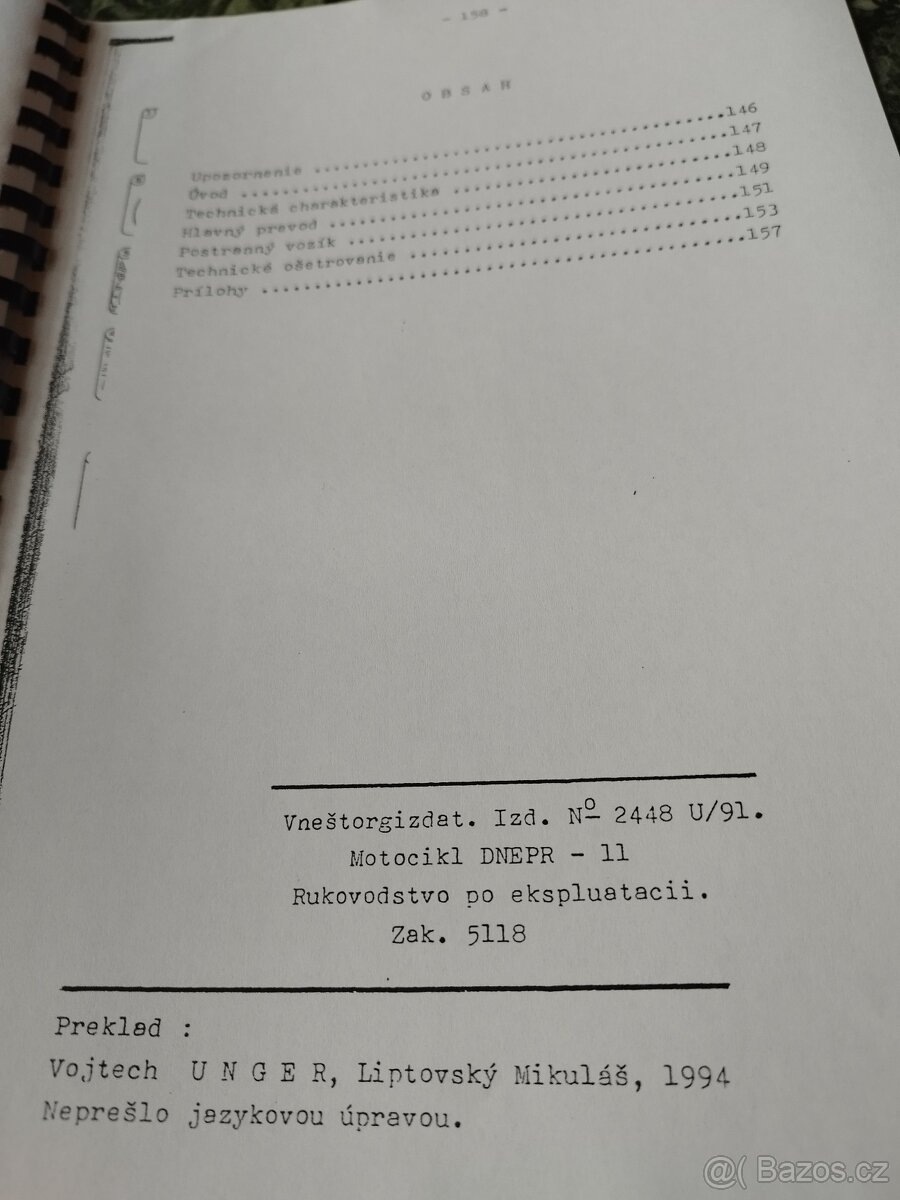 - 158 -
O B S A H
Upozornenie ........................................146
Úvod ........................................147
Technická charakteristika ........................................148
Hlavný prevod ........................................149
Postranný vozík ........................................151
Technické ošetrovanie ........................................153
Prílohy ........................................157
Vneštorgizdat. Izd. Nº 2448 U/91.
Motocikl DNEPR - 11
Rukovodstvo po ekspluatacii.
Zak. 5118
Preklad :
Vojtech U N G E R, Liptovský Mikuláš, 1994
Neprešlo jazykovou úpravou.
@( Bazos.cz